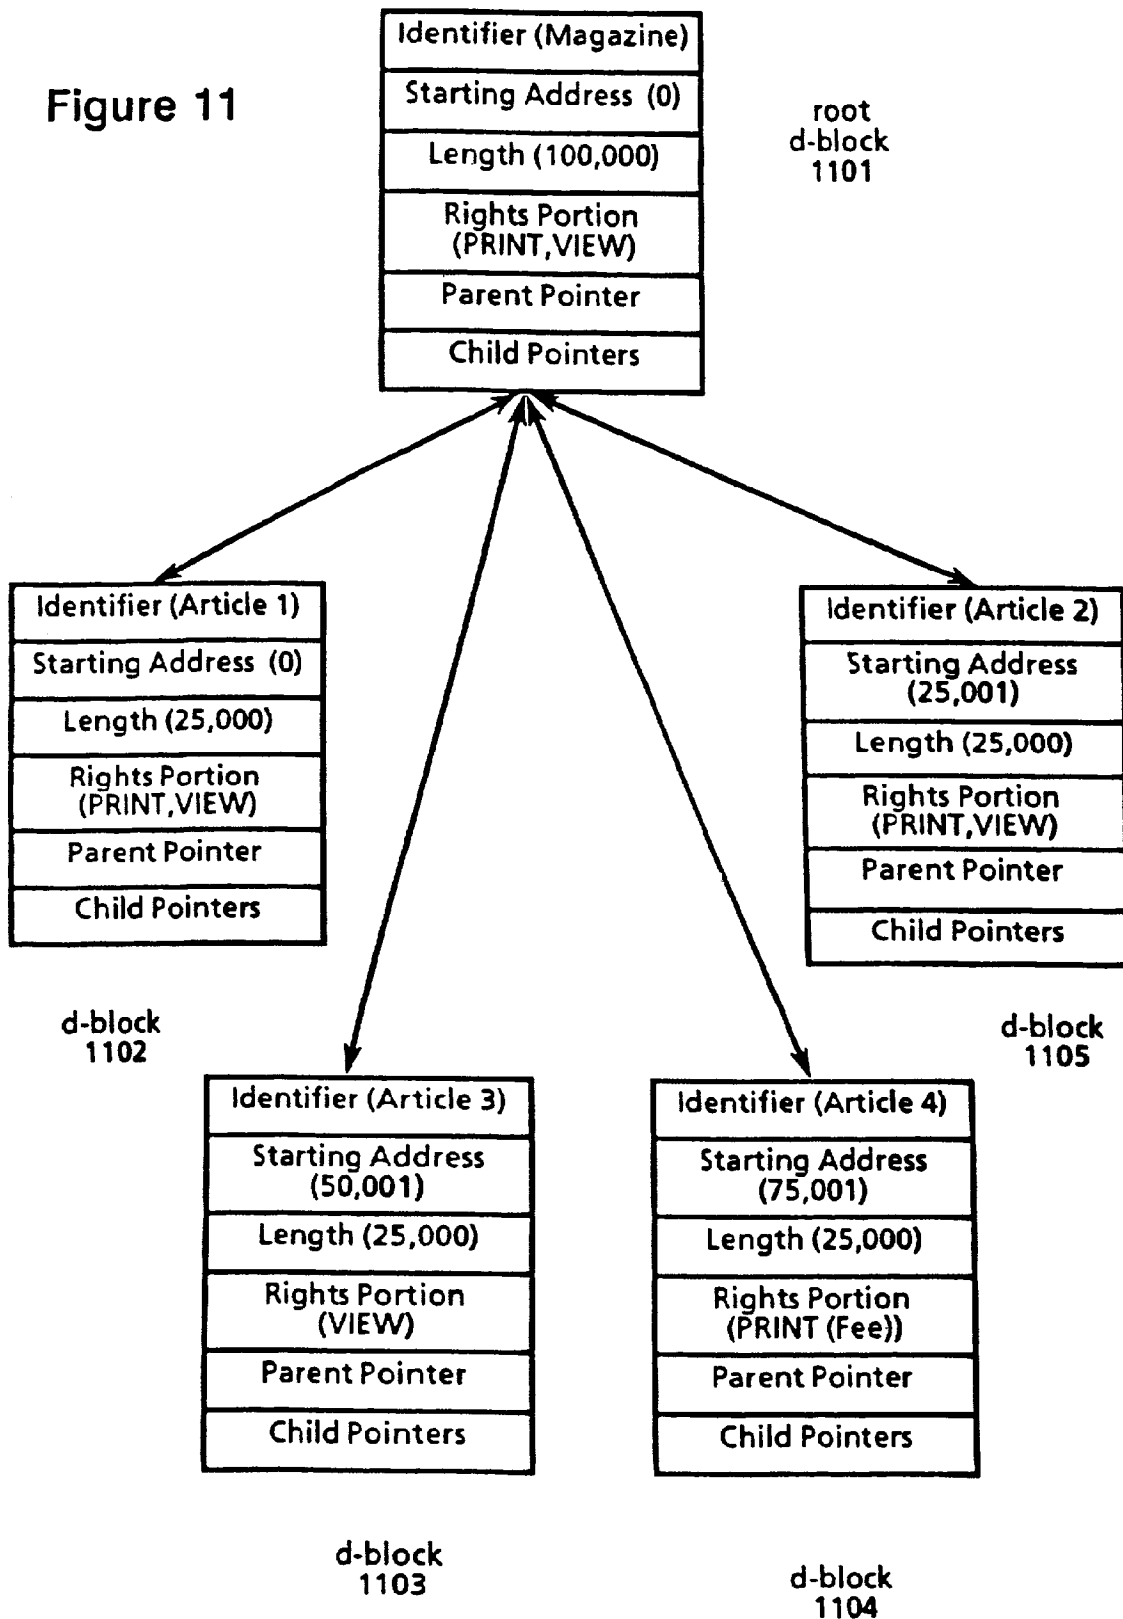 Figure 11
Identifier (Magazine)
Starting Address (0)
Length (100,000)
Rights Portion
(PRINT,VIEW)
Parent Pointer
Child Pointers
root
d-block
1101
Identifier (Article 1)
Starting Address (0)
Length (25,000)
Rights Portion
(PRINT,VIEW)
Parent Pointer
Child Pointers
d-block
1102
Identifier (Article 2)
Starting Address
(25,001)
Length (25,000)
Rights Portion
(PRINT,VIEW)
Parent Pointer
Child Pointers
d-block
1105
Identifier (Article 3)
Starting Address
(50,001)
Length (25,000)
Rights Portion
(VIEW)
Parent Pointer
Child Pointers
d-block
1103
Identifier (Article 4)
Starting Address
(75,001)
Length (25,000)
Rights Portion
(PRINT (Fee))
Parent Pointer
Child Pointers
d-block
1104